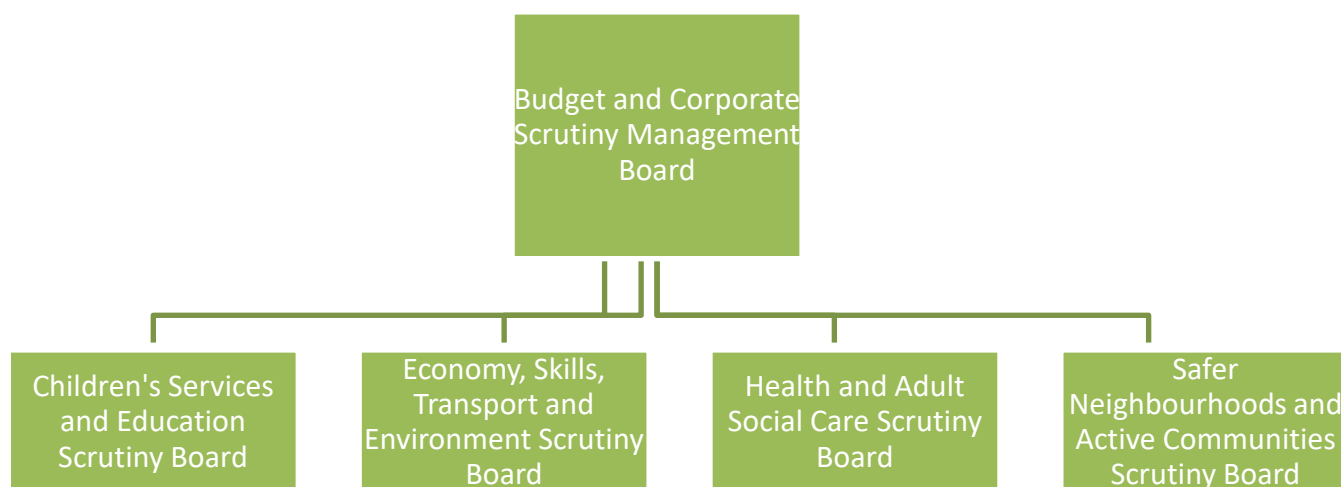 Budget and Corporate
Scrutiny Management
Board
Children's Services
and Education
Scrutiny Board
Economy, Skills,
Transport and
Environment Scrutiny
Board
Health and Adult
Social Care Scrutiny
Board
Safer
Neighbourhoods and
Active Communities
Scrutiny Board